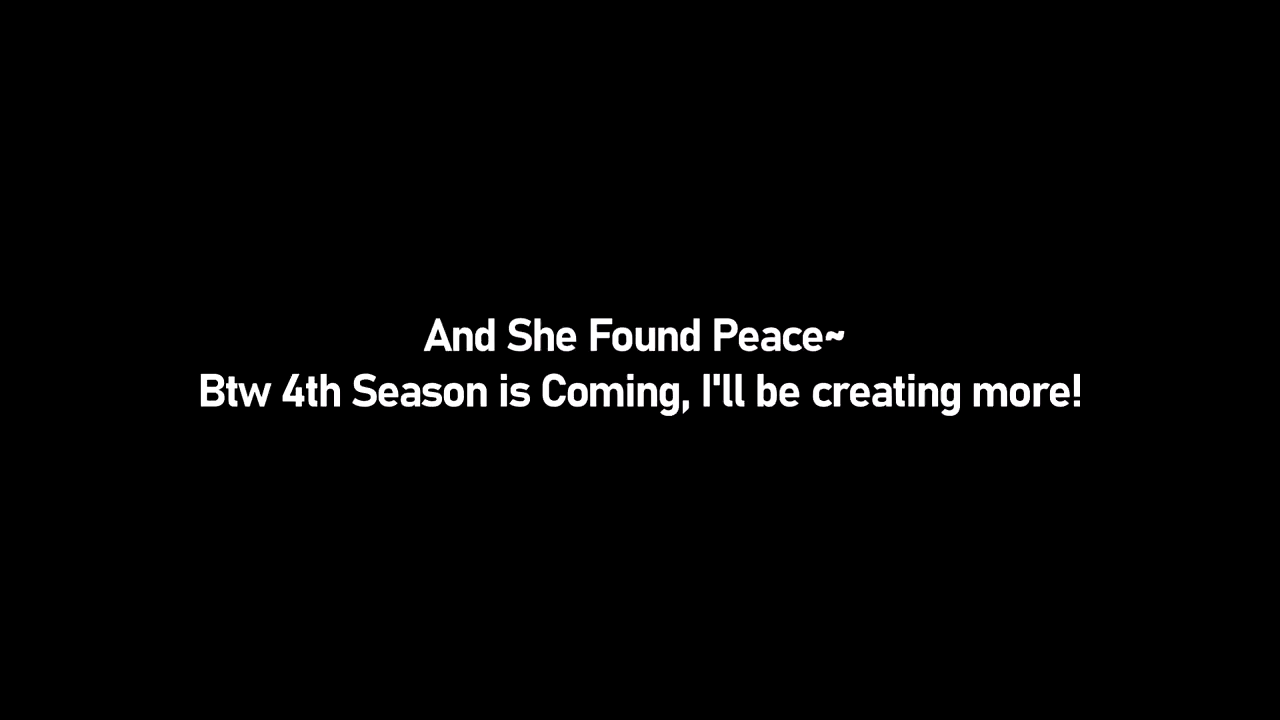 And She Found Peace~
Btw 4th Season is Coming, I'll be creating more!